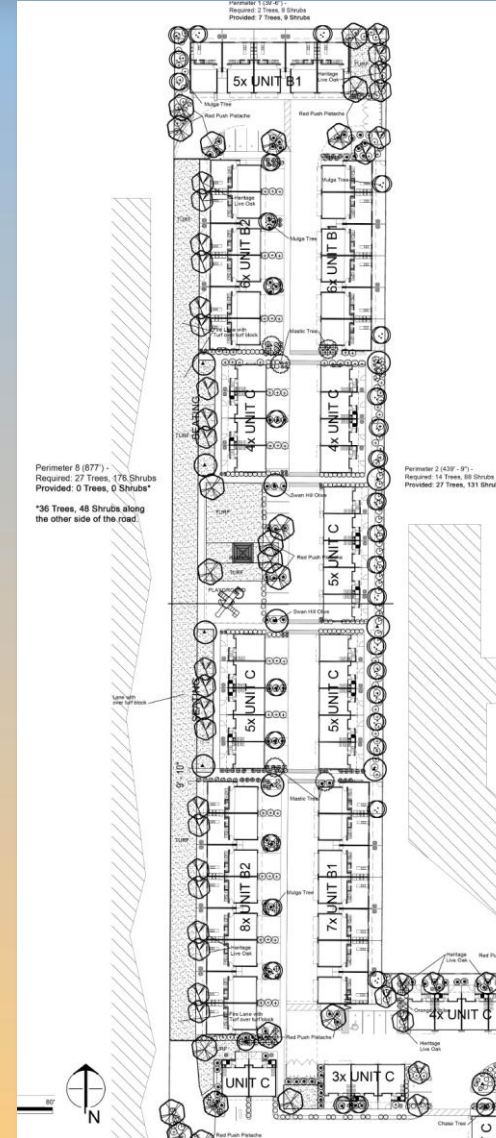 Perimeter 1 (39'-6") -
Required: 2 Trees, 8 Shrubs
Provided: 7 Trees, 9 Shrubs
TURF
Heritage
Live Oak
5x UNIT B1
Mulga Tree
Red Push Pistache
Red Push Pistache
Mulga Tree
Heritage
Live Oak
TURF
6x UNIT B2
6x UNIT B1
Mulga Tree
Fire Lane with
Turf over turf block
Mastic Tree
4x UNIT C
4x UNIT C
SEATING
TURF
Perimeter 8 (877') -
Required: 27 Trees, 176 Shrubs
Provided: 0 Trees, 0 Shrubs*
*36 Trees, 48 Shrubs along
the other side of the road.
Perimeter 2 (439' - 9") -
Required: 14 Trees, 88 Shrubs
Provided: 27 Trees, 131 Shru
Swan Hill Olive
TURF
5x UNIT C
Red Push Pistache
TURF
Swan Hill Olive
5x UNIT C
5x UNIT C
Lane with
over turf block
SEATING
9' - 10"
Mastic Tree
TURF
Mulga Tree
8x UNIT B2
7x UNIT B1
Heritage
Live Oak
Heritage
Live Oak
Red Pu
Fire Lane with
Turf over turf block
4x UNIT C
Red Push Pistache
Heritage
Live Oak
TURF
UNIT C
3x UNIT C
80'
N
Chase Tree
C
Red Push Pistache